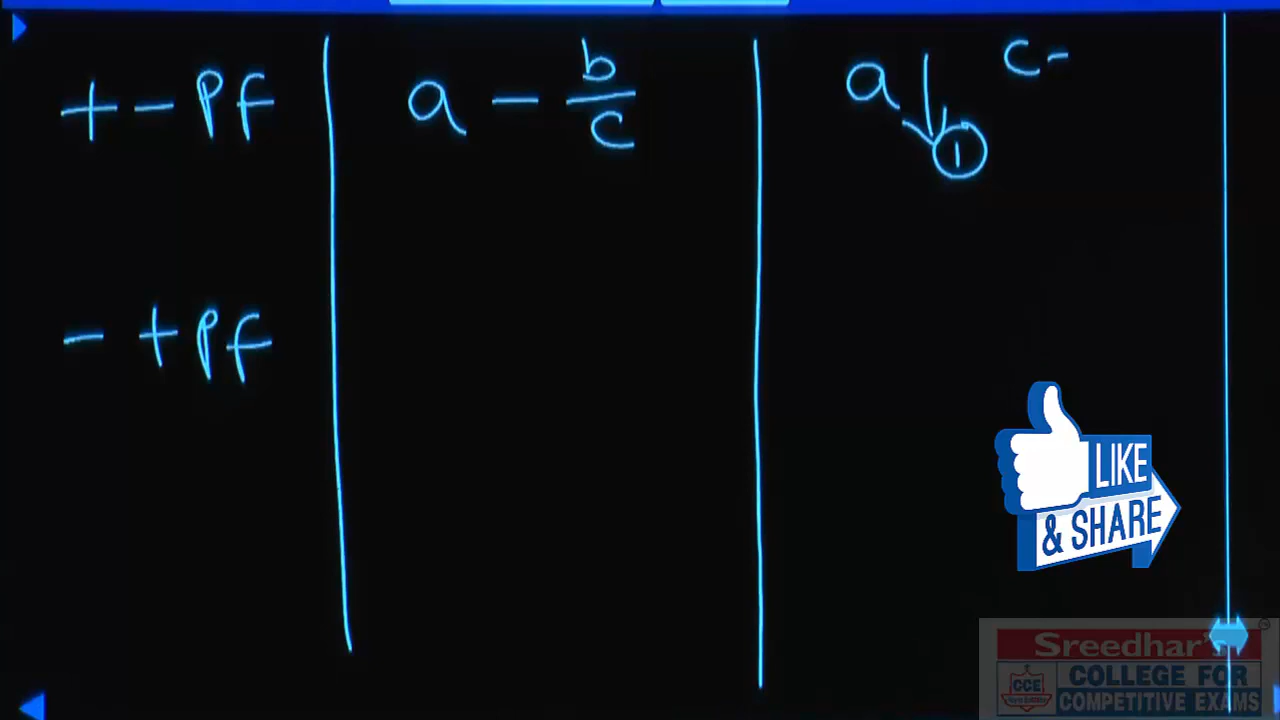 + - Pf
a - b/c
a ↓ ① c -
- + Pf
LIKE
& SHARE
Sreedhar's
CCE
COLLEGE FOR
COMPETITIVE EXAMS